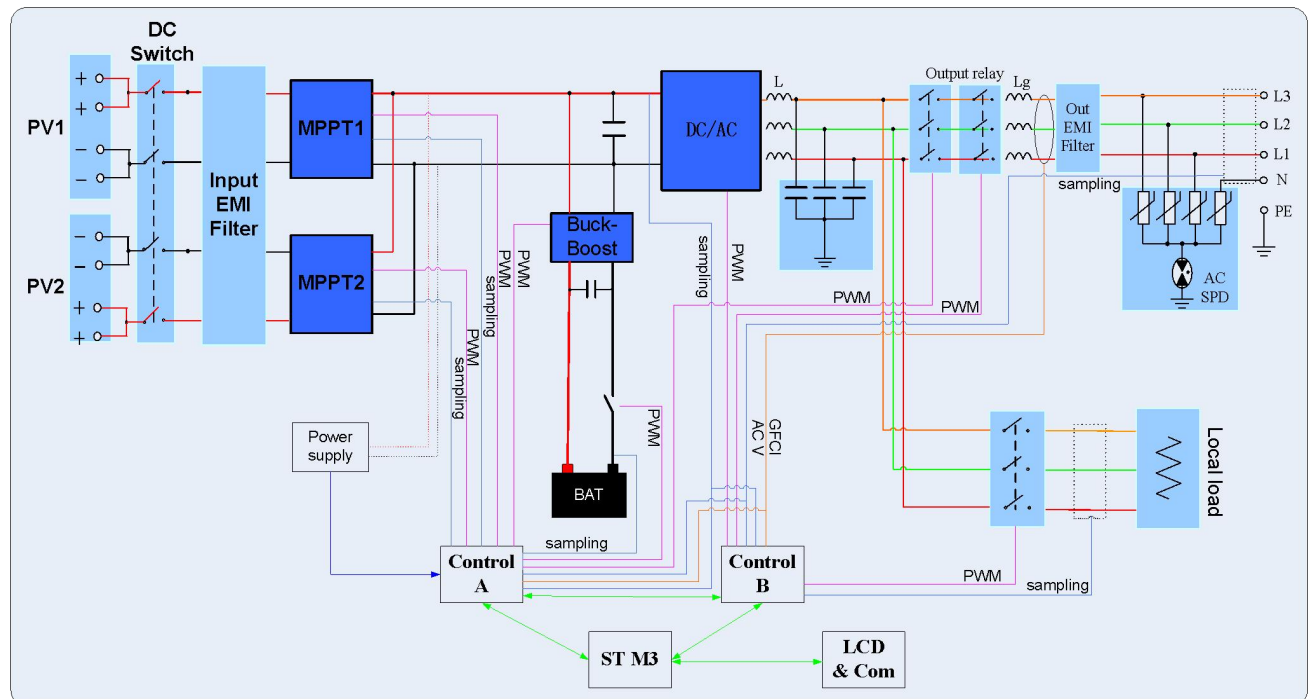 DC
Switch
PV1
+
+
−
−
PV2
−
−
+
+
Input
EMI
Filter
MPPT1
MPPT2
DC/AC
L
Output relay
Lg
Out
EMI
Filter
L3
L2
L1
N
PE
sampling
AC
SPD
Buck-
Boost
PWM
PWM
sampling
PWM
sampling
sampling
PWM
PWM
PWM
PWM
GFCI
AC V
Power
supply
BAT
sampling
Control
A
Control
B
PWM
sampling
Local load
ST M3
LCD
& Com